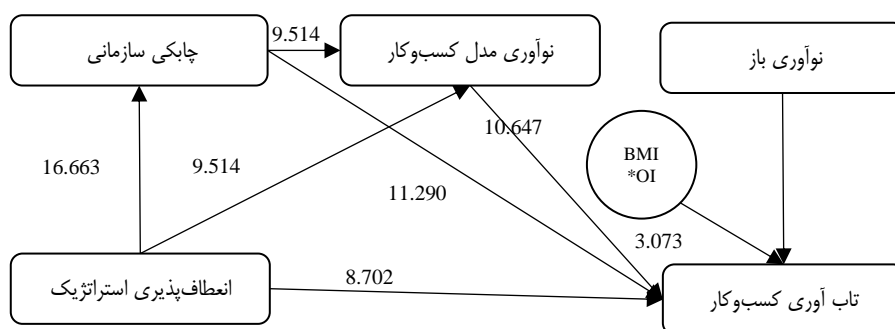 9.514
چابکی سازمانی
نوآوری مدل کسب‌وکار
نوآوری باز
10.647
BMI
*OI
16.663
9.514
11.290
3.073
انعطاف‌پذیری استراتژیک
8.702
تاب آوری کسب‌وکار